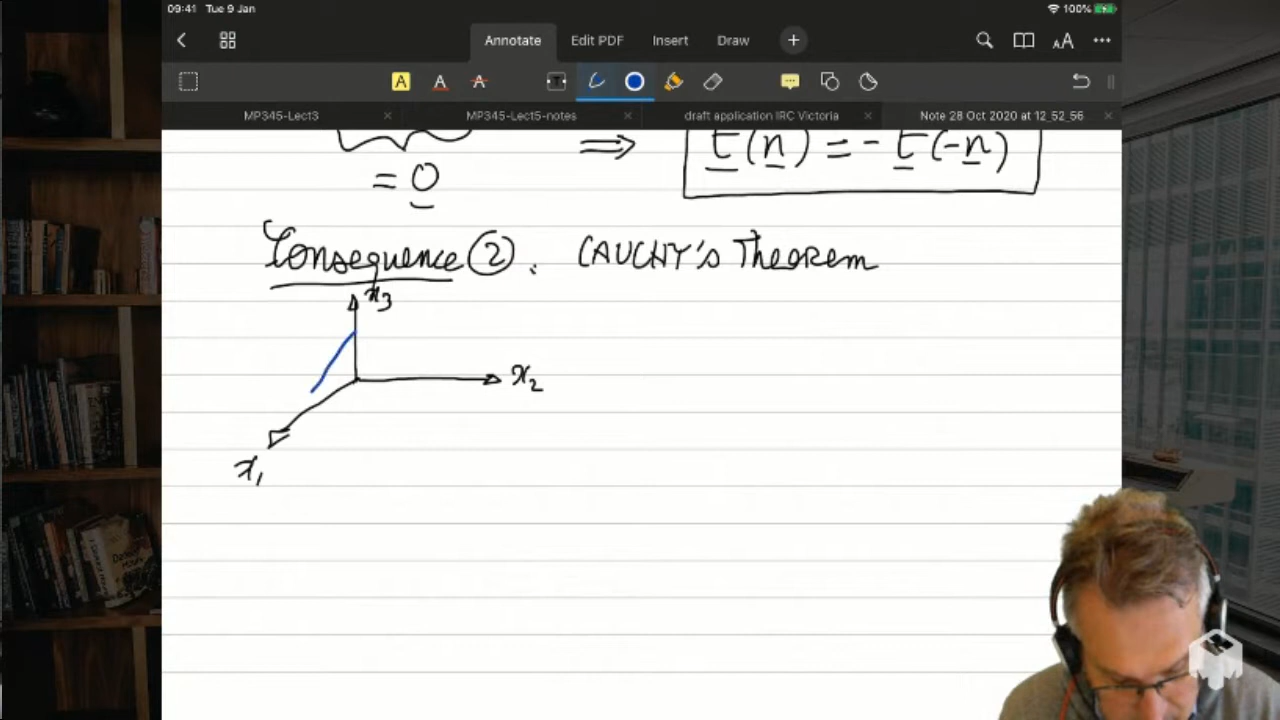 09:41 Tue 9 Jan
100%
Annotate Edit PDF Insert Draw
AA
A A A T
MP345-Lect3 MP345-Lect5-notes draft application IRC Victoria Note 28 Oct 2020 at 12_52_56
⟹ t(n) = - t(-n)
= 0
Consequence ②. CAUCHY's Theorem
x₃
x₂
x₁